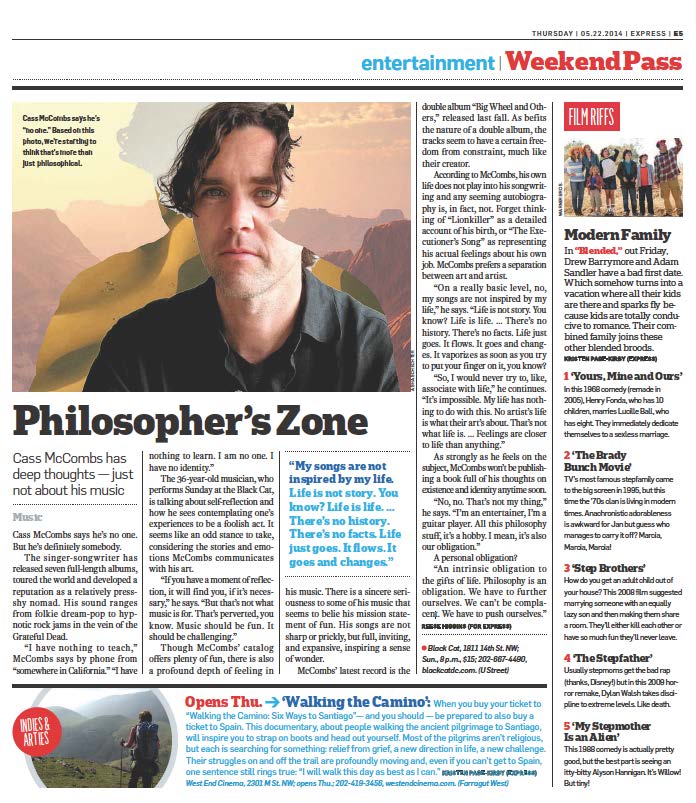 THURSDAY | 05.22.2014 | EXPRESS | E5
entertainment | Weekend Pass
Cass McCombs says he's
"no one." Based on this
photo, we're starting to
think that's more than
just philosophical.
Philosopher's Zone
Cass McCombs has
deep thoughts — just
not about his music
Music
Cass McCombs says he's no one.
But he's definitely somebody.
The singer-songwriter has
released seven full-length albums,
toured the world and developed a
reputation as a relatively press-
shy nomad. His sound ranges
from folkie dream-pop to hyp-
notic rock jams in the vein of the
Grateful Dead.
"I have nothing to teach,"
McCombs says by phone from
"somewhere in California." "I have
nothing to learn. I am no one. I
have no identity."
The 36-year-old musician, who
performs Sunday at the Black Cat,
is talking about self-reflection and
how he sees contemplating one's
experiences to be a foolish act. It
seems like an odd stance to take,
considering the stories and emo-
tions McCombs communicates
with his art.
"If you have a moment of reflec-
tion, it will find you, if it's neces-
sary," he says. "But that's not what
music is for. That's perverted, you
know. Music should be fun. It
should be challenging."
Though McCombs' catalog
offers plenty of fun, there is also
a profound depth of feeling in
"My songs are not
inspired by my life.
Life is not story. You
know? Life is life. ...
There's no history.
There's no facts. Life
just goes. It flows. It
goes and changes."
his music. There is a sincere seri-
ousness to some of his music that
seems to belie his mission state-
ment of fun. His songs are not
sharp or prickly, but full, inviting,
and expansive, inspiring a sense
of wonder.
McCombs' latest record is the
double album "Big Wheel and Oth-
ers," released last fall. As befits
the nature of a double album, the
tracks seem to have a certain free-
dom from constraint, much like
their creator.
According to McCombs, his own
life does not play into his songwrit-
ing and any seeming autobiogra-
phy is, in fact, not. Forget think-
ing of "Lionkiller" as a detailed
account of his birth, or "The Exe-
cutioner's Song" as representing
his actual feelings about his own
job. McCombs prefers a separation
between art and artist.
"On a really basic level, no,
my songs are not inspired by my
life," he says. "Life is not story. You
know? Life is life. ... There's no
history. There's no facts. Life just
goes. It flows. It goes and chang-
es. It vaporizes as soon as you try
to put your finger on it, you know?
"So, I would never try to, like,
associate with life," he continues.
"It's impossible. My life has noth-
ing to do with this. No artist's life
is what their art's about. That's not
what life is. ... Feelings are closer
to life than anything."
As strongly as he feels on the
subject, McCombs won't be publish-
ing a book full of his thoughts on
existence and identity anytime soon.
"No, no. That's not my thing,"
he says. "I'm an entertainer, I'm a
guitar player. All this philosophy
stuff, it's a hobby. I mean, it's also
our obligation."
A personal obligation?
"An intrinsic obligation to
the gifts of life. Philosophy is an
obligation. We have to further
ourselves. We can't be compla-
cent. We have to push ourselves."
REESE HIGGINS (FOR EXPRESS)
Black Cat, 1811 14th St. NW;
Sun., 8 p.m., $15; 202-667-4490,
blackcatdc.com. (U Street)
FILM RIFFS
WARNER BROS.
Modern Family
In "Blended," out Friday,
Drew Barrymore and Adam
Sandler have a bad first date.
Which somehow turns into a
vacation where all their kids
are there and sparks fly be-
cause kids are totally condu-
cive to romance. Their com-
bined family joins these
other blended broods.
KRISTEN PAGE-KIRBY (EXPRESS)
1 'Yours, Mine and Ours'
In this 1968 comedy (remade in
2005), Henry Fonda, who has 10
children, marries Lucille Ball, who
has eight. They immediately dedicate
themselves to a sexless marriage.
2 'The Brady
Bunch Movie'
TV's most famous stepfamily came
to the big screen in 1995, but this
time the '70s clan is living in modern
times. Anachronistic adorableness
is awkward for Jan but guess who
manages to carry it off? Marcia,
Marcia, Marcia!
3 'Step Brothers'
How do you get an adult child out of
your house? This 2008 film suggested
marrying someone with an equally
lazy son and then making them share
a room. They'll either kill each other or
have so much fun they'll never leave.
4 'The Stepfather'
Usually stepmoms get the bad rap
(thanks, Disney!) but in this 2009 hor-
ror remake, Dylan Walsh takes disci-
pline to extreme levels. Like, death.
5 'My Stepmother
Is an Alien'
This 1988 comedy is actually pretty
good, but the best part is seeing an
itty-bitty Alyson Hannigan. It's Willow!
But tiny!
INDIES &
ARTIES
Opens Thu. → 'Walking the Camino': When you buy your ticket to
"Walking the Camino: Six Ways to Santiago" — and you should — be prepared to also buy a
ticket to Spain. This documentary, about people walking the ancient pilgrimage to Santiago,
will inspire you to strap on boots and head out yourself. Most of the pilgrims aren't religious,
but each is searching for something: relief from grief, a new direction in life, a new challenge.
Their struggles on and off the trail are profoundly moving and, even if you can't get to Spain,
one sentence still rings true: "I will walk this day as best as I can." KRISTEN PAGE-KIRBY (EXPRESS)
West End Cinema, 2301 M St. NW; opens Thu.; 202-419-3456, westendcinema.com. (Farragut West)